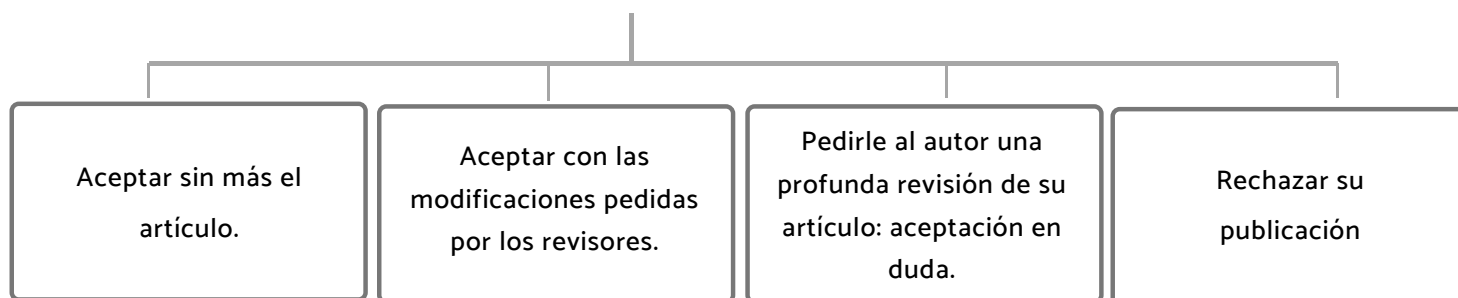 Aceptar sin más el
artículo.
Aceptar con las
modificaciones pedidas
por los revisores.
Pedirle al autor una
profunda revisión de su
artículo: aceptación en
duda.
Rechazar su
publicación